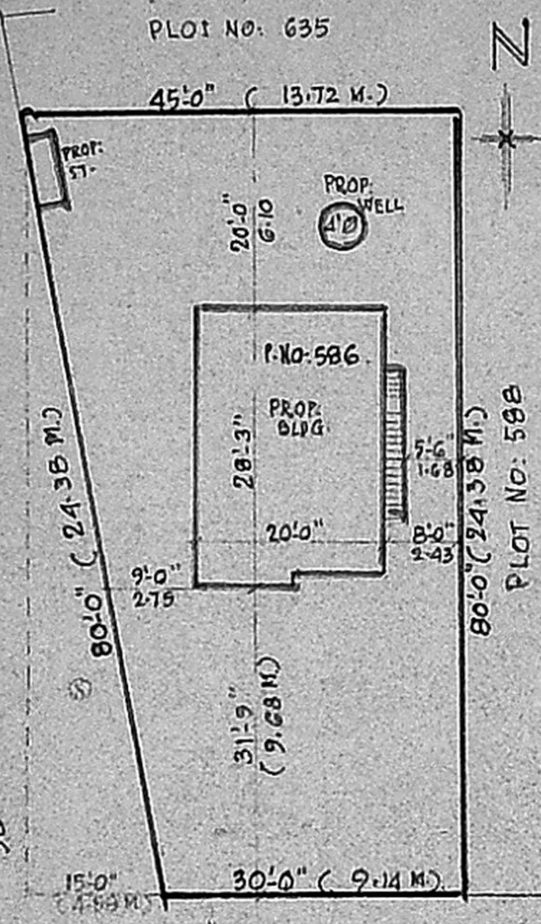 PLOT NO: 635
N
45'-0" ( 13.72 M.)
PROP:
ST-
PROP.
WELL
4'Ø
20'-0"
6.10
P.NO:586
PROP.
BLDG.
28'-3"
5'-6"
1.68
20'-0"
8'-0"
2.43
9'-0"
2.75
80'-0" ( 24.38 M.)
80'-0" (24.38 M.)
PLOT NO: 588
31'-9"
(9.68 M)
15'-0"
30'-0" ( 9.14 M.)